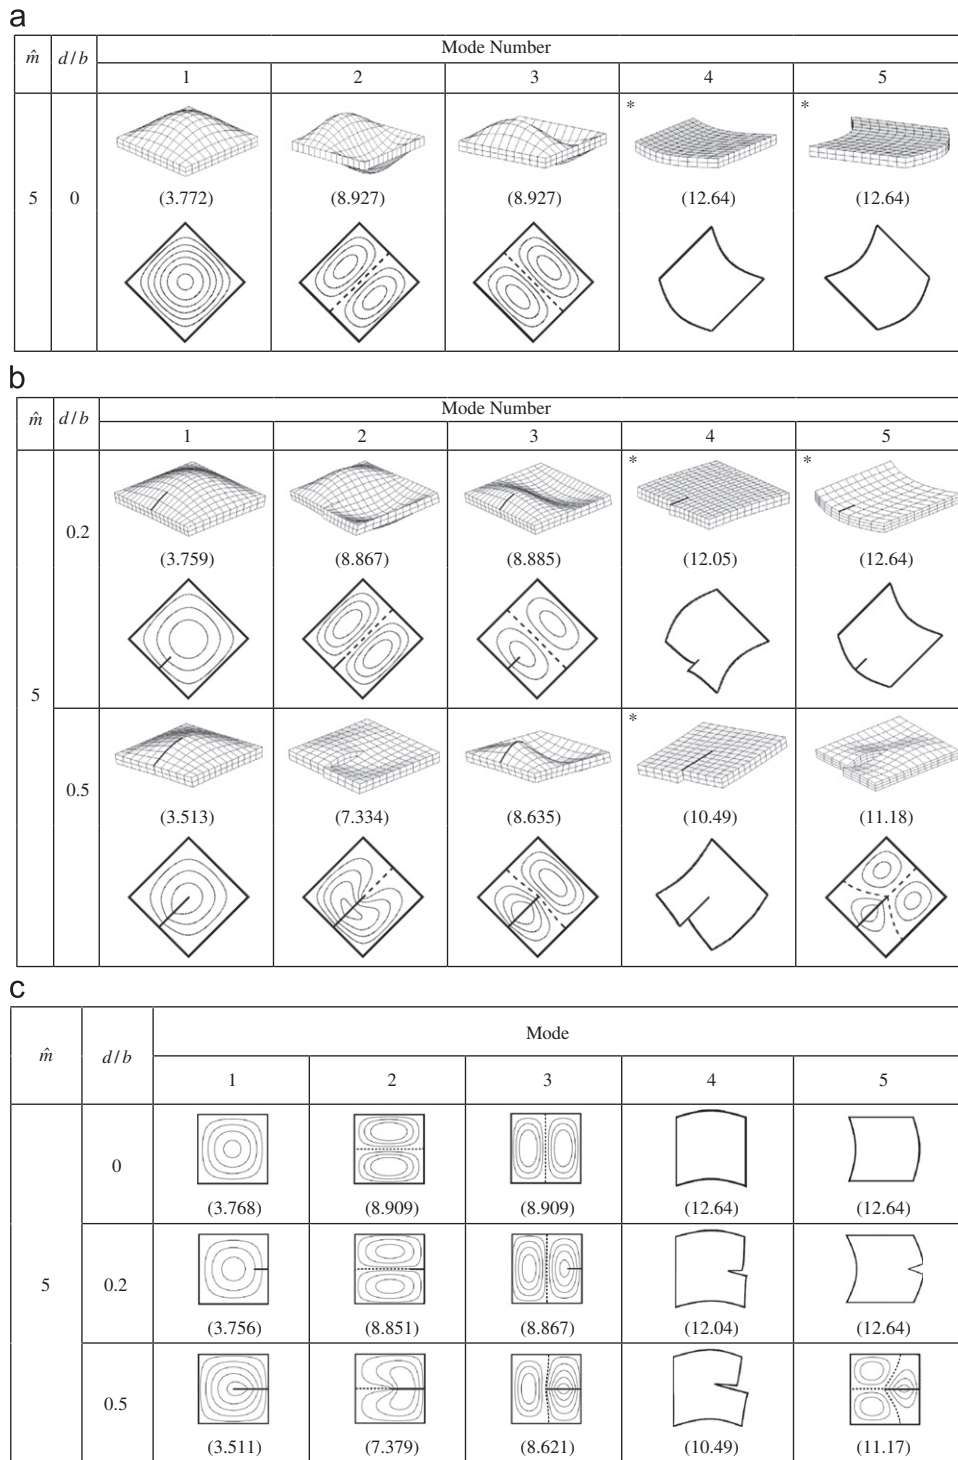 a
m̂ d/b Mode Number
1 2 3 4 5
* *
5 0 (3.772) (8.927) (8.927) (12.64) (12.64)
b
m̂ d/b Mode Number
1 2 3 4 5
* *
0.2
(3.759) (8.867) (8.885) (12.05) (12.64)
5
*
0.5
(3.513) (7.334) (8.635) (10.49) (11.18)
c
m̂ d/b Mode
1 2 3 4 5
0
(3.768) (8.909) (8.909) (12.64) (12.64)
5 0.2
(3.756) (8.851) (8.867) (12.04) (12.64)
0.5
(3.511) (7.379) (8.621) (10.49) (11.17)